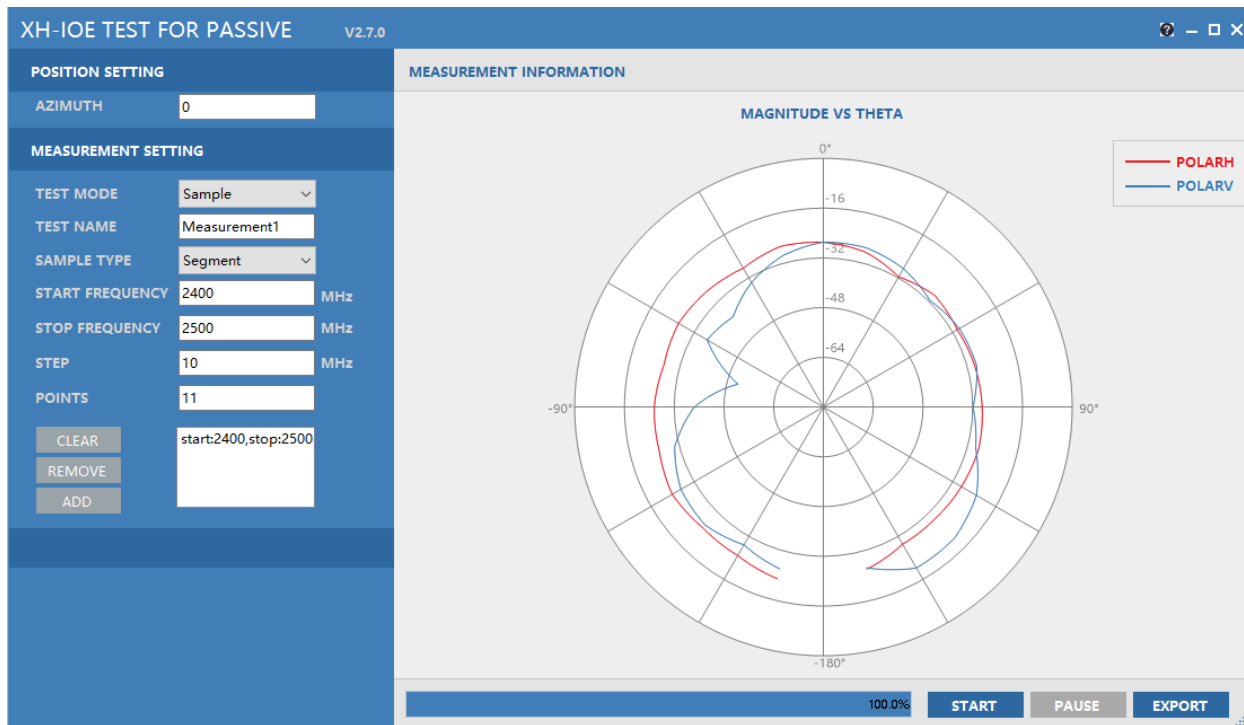 XH-IOE TEST FOR PASSIVE V2.7.0
POSITION SETTING
AZIMUTH 0
MEASUREMENT SETTING
TEST MODE Sample
TEST NAME Measurement1
SAMPLE TYPE Segment
START FREQUENCY 2400 MHz
STOP FREQUENCY 2500 MHz
STEP 10 MHz
POINTS 11
CLEAR
REMOVE
ADD
start:2400,stop:2500
MEASUREMENT INFORMATION
MAGNITUDE VS THETA
POLARH
POLARV
0°
-16
-32
-48
-64
-90°
90°
-180°
100.0%
START
PAUSE
EXPORT